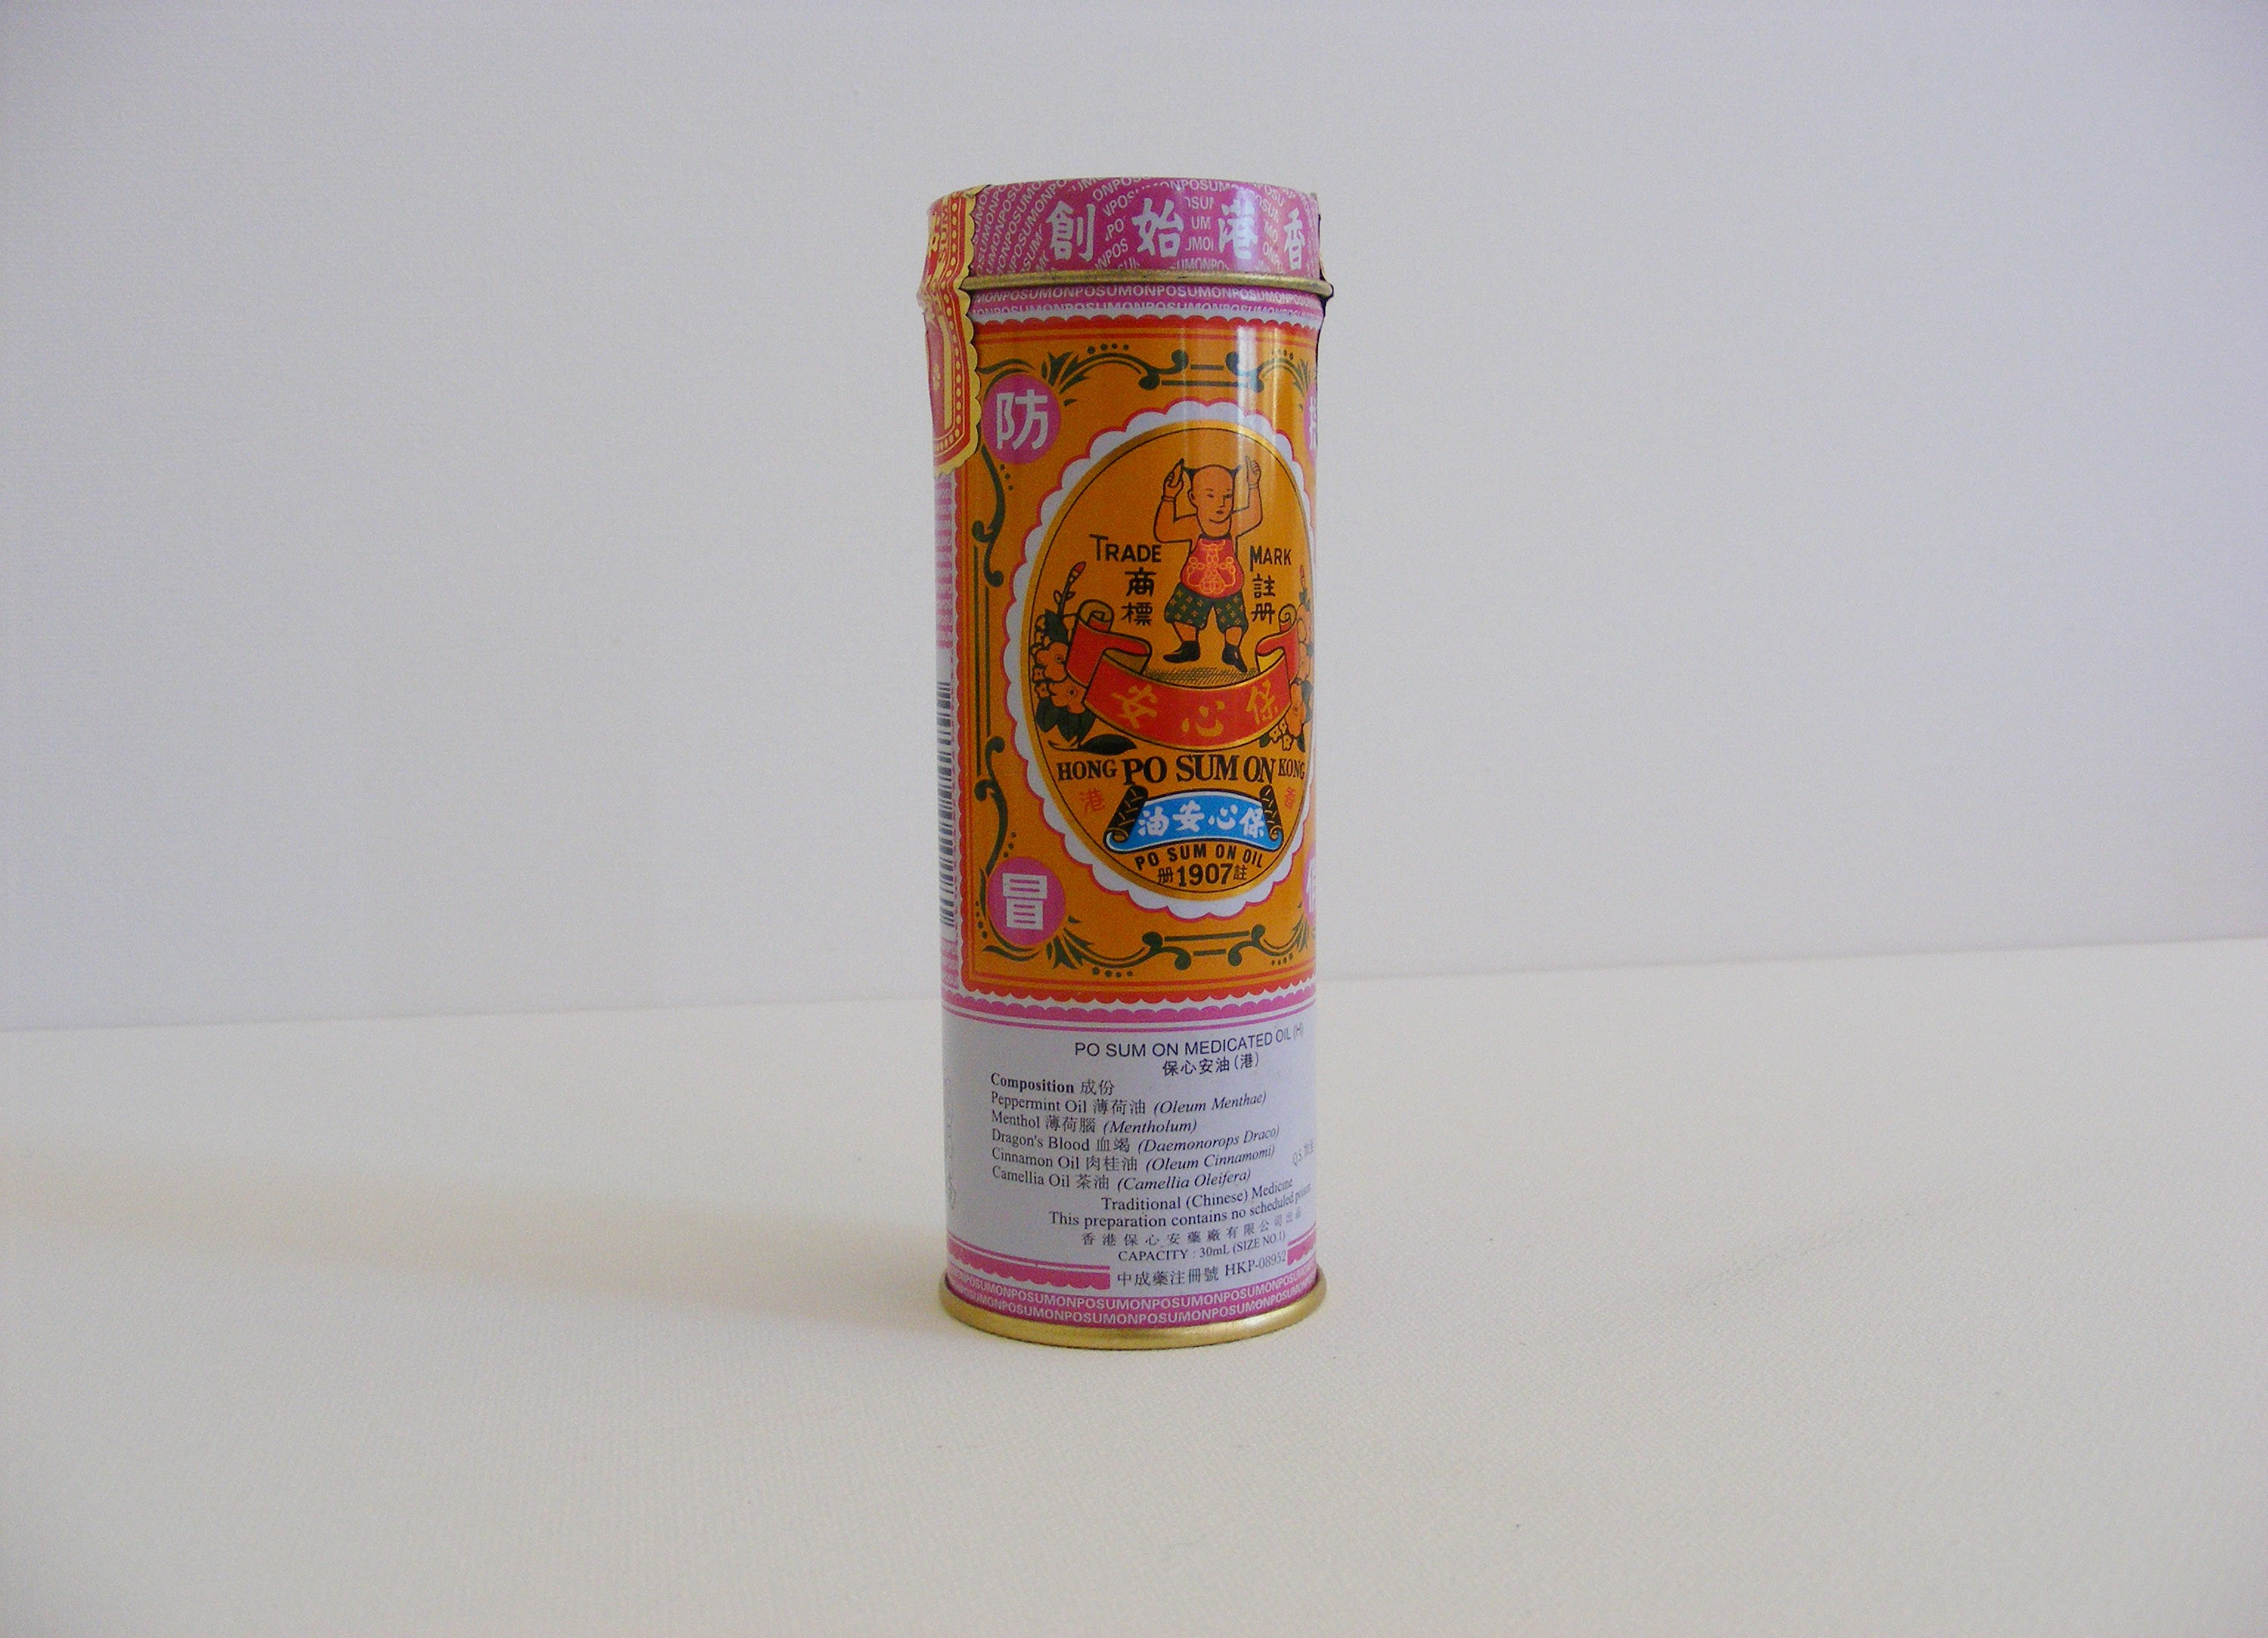 創始港香
防
TRADE MARK
商標 註册
安心保
HONG PO SUM ON KONG
港 香
油安心保
PO SUM ON OIL
册1907註
冒
PO SUM ON MEDICATED OIL (H)
保心安油(港)
Composition 成份
Peppermint Oil 薄荷油 (Oleum Menthae)
Menthol 薄荷腦 (Mentholum)
Dragon's Blood 血竭 (Daemonorops Draco)
Cinnamon Oil 肉桂油 (Oleum Cinnamomi)
Camellia Oil 茶油 (Camellia Oleifera)
Q.S.
Traditional (Chinese) Medicine
This preparation contains no scheduled poison
香港保心安藥廠有限公司出品
CAPACITY : 30mL (SIZE NO.1)
中成藥注冊號 HKP-08952
POSUMONPOSUMONPOSUMONPOSUMON
POSUMONPOSUMONPOSUMONPOSUMON